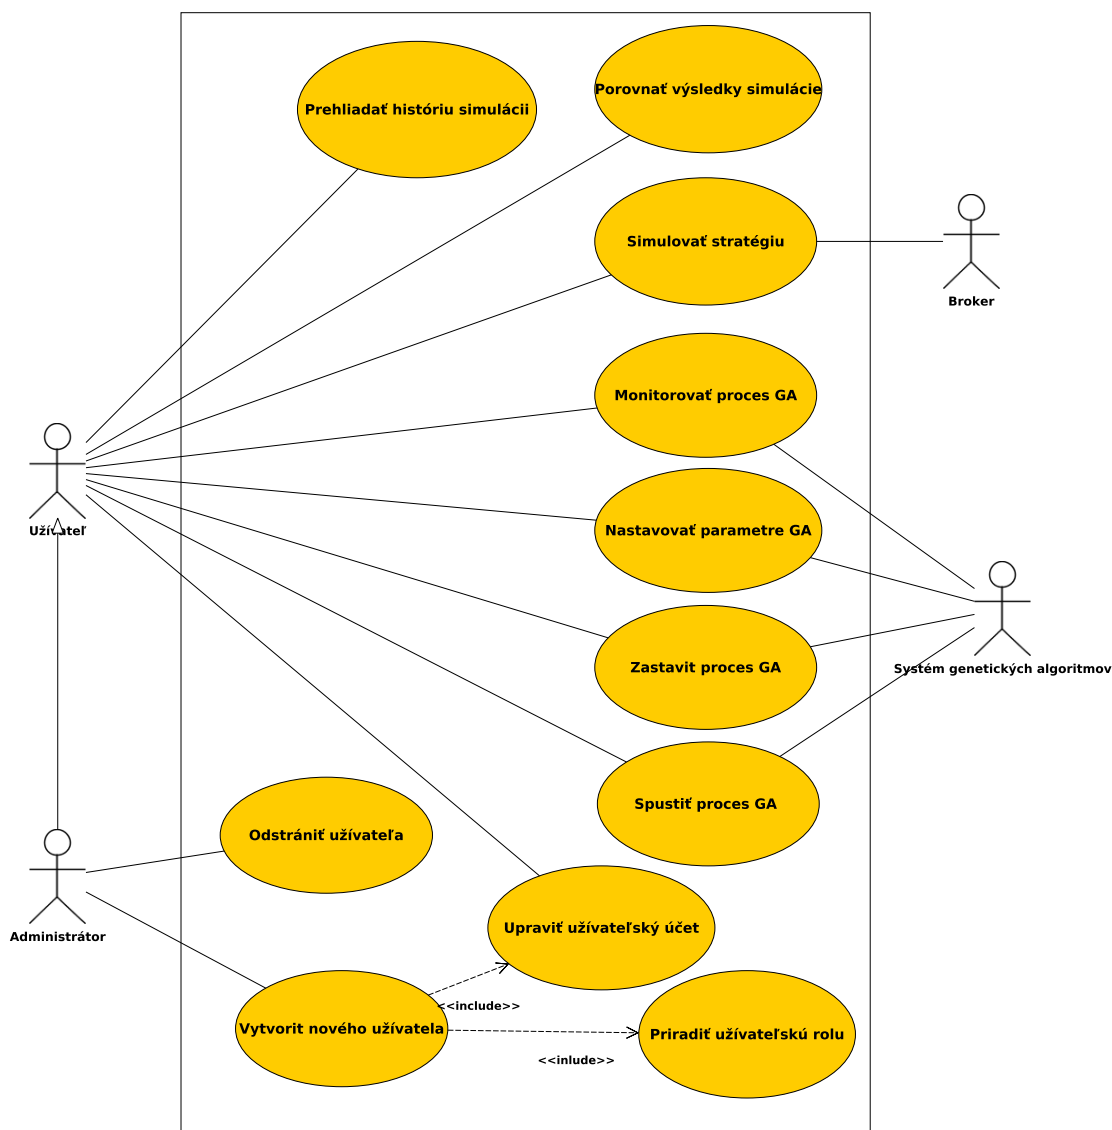 Porovnať výsledky simulácie
Prehliadať históriu simulácii
Simulovať stratégiu
Broker
Monitorovať proces GA
Užívateľ
Nastavovať parametre GA
Zastavit proces GA
Systém genetických algoritmov
Spustiť proces GA
Odstrániť užívateľa
Administrátor
Upraviť užívateľský účet
<<include>>
Vytvorit nového užívatela
Priradiť užívateľskú rolu
<<inlude>>